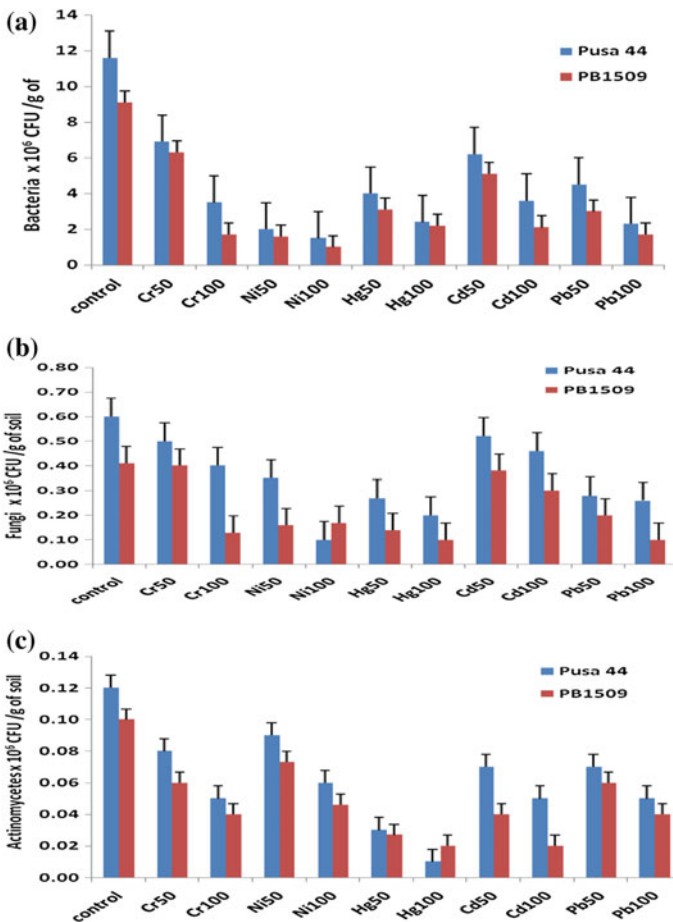 (a)
14
12
10
8
6
4
2
0
Bacteria x 10⁶ CFU /g of
Pusa 44
PB1509
control Cr50 Cr100 Ni50 Ni100 Hg50 Hg100 Cd50 Cd100 Pb50 Pb100
(b)
0.80
0.70
0.60
0.50
0.40
0.30
0.20
0.10
0.00
Fungi x10⁶ CFU /g of soil
Pusa 44
PB1509
control Cr50 Cr100 Ni50 Ni100 Hg50 Hg100 Cd50 Cd100 Pb50 Pb100
(c)
0.14
0.12
0.10
0.08
0.06
0.04
0.02
0.00
Actinomycetes x 10⁶ CFU /g of soil
Pusa 44
PB1509
control Cr50 Cr100 Ni50 Ni100 Hg50 Hg100 Cd50 Cd100 Pb50 Pb100